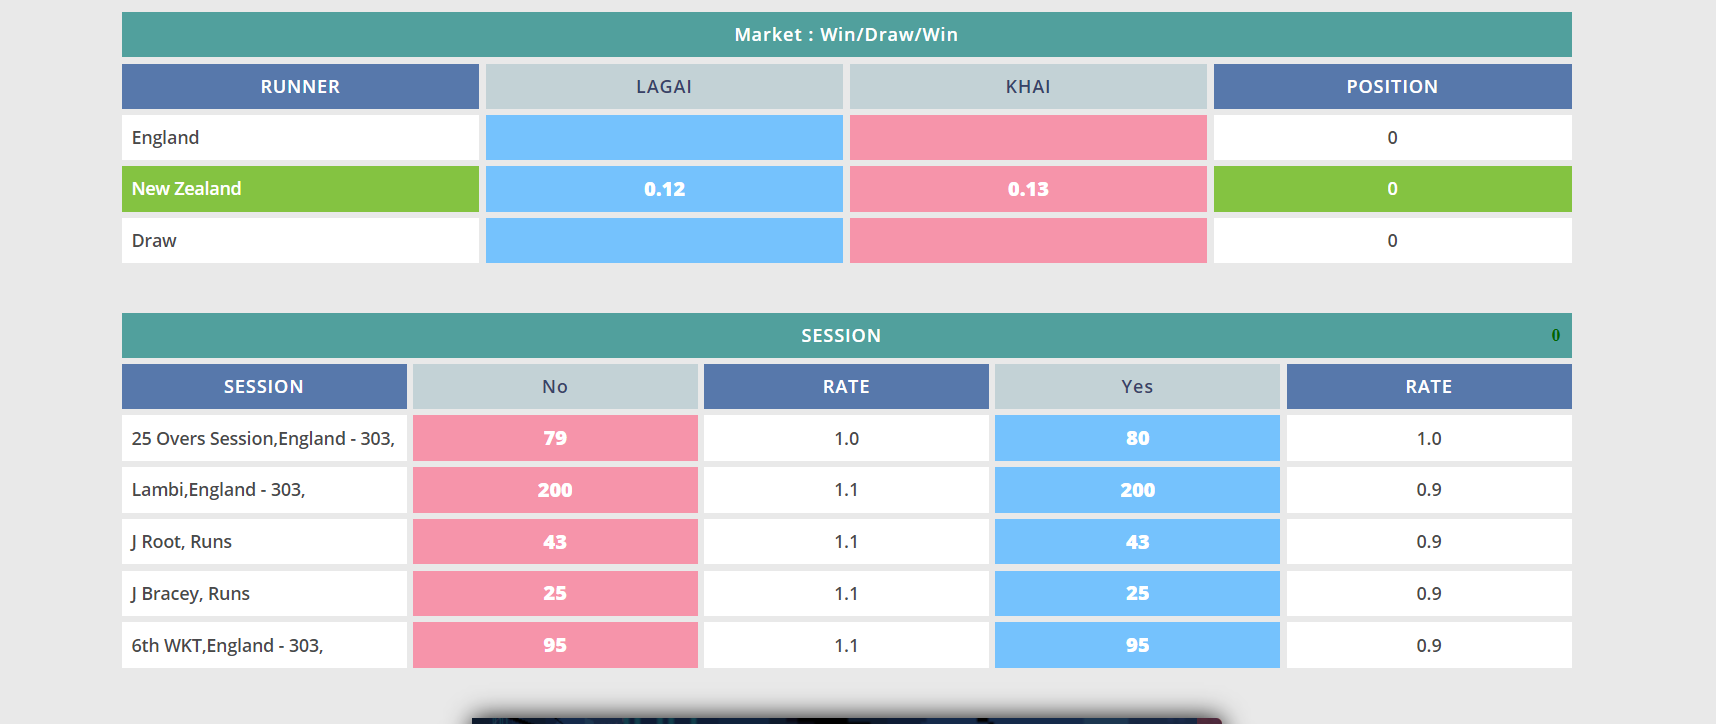 Market : Win/Draw/Win
RUNNER LAGAI KHAI POSITION
England 0
New Zealand 0.12 0.13 0
Draw 0
SESSION 0
SESSION No RATE Yes RATE
25 Overs Session,England - 303, 79 1.0 80 1.0
Lambi,England - 303, 200 1.1 200 0.9
J Root, Runs 43 1.1 43 0.9
J Bracey, Runs 25 1.1 25 0.9
6th WKT,England - 303, 95 1.1 95 0.9